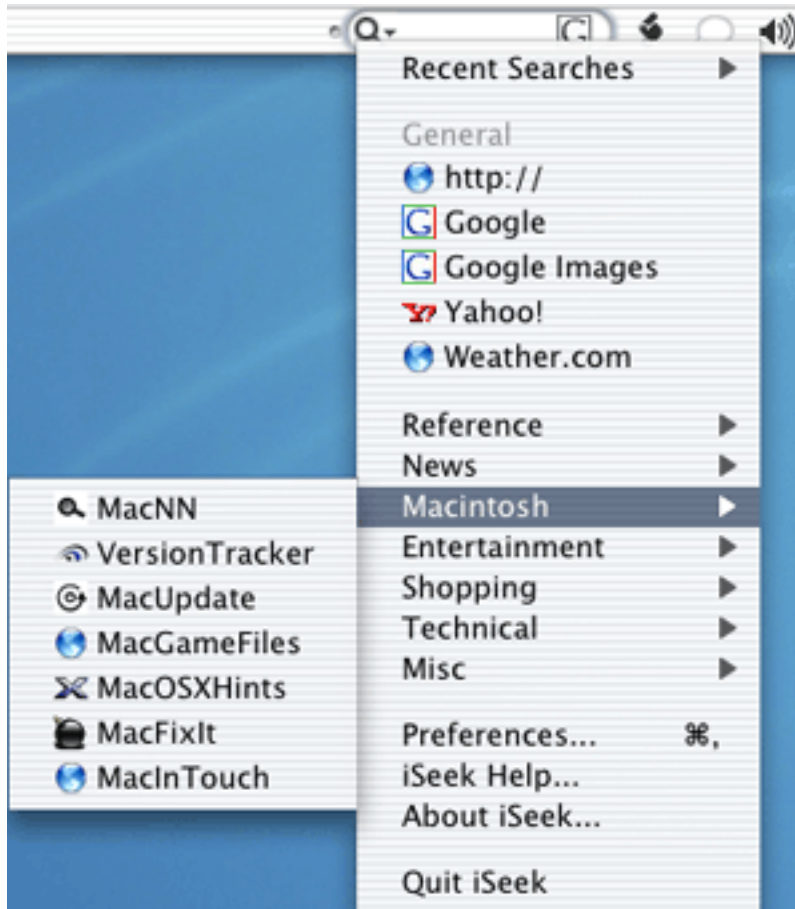 Recent Searches
General
http://
Google
Google Images
Yahoo!
Weather.com
Reference
News
Macintosh
Entertainment
Shopping
Technical
Misc
Preferences... ⌘,
iSeek Help...
About iSeek...
Quit iSeek
MacNN
VersionTracker
MacUpdate
MacGameFiles
MacOSXHints
MacFixIt
MacInTouch